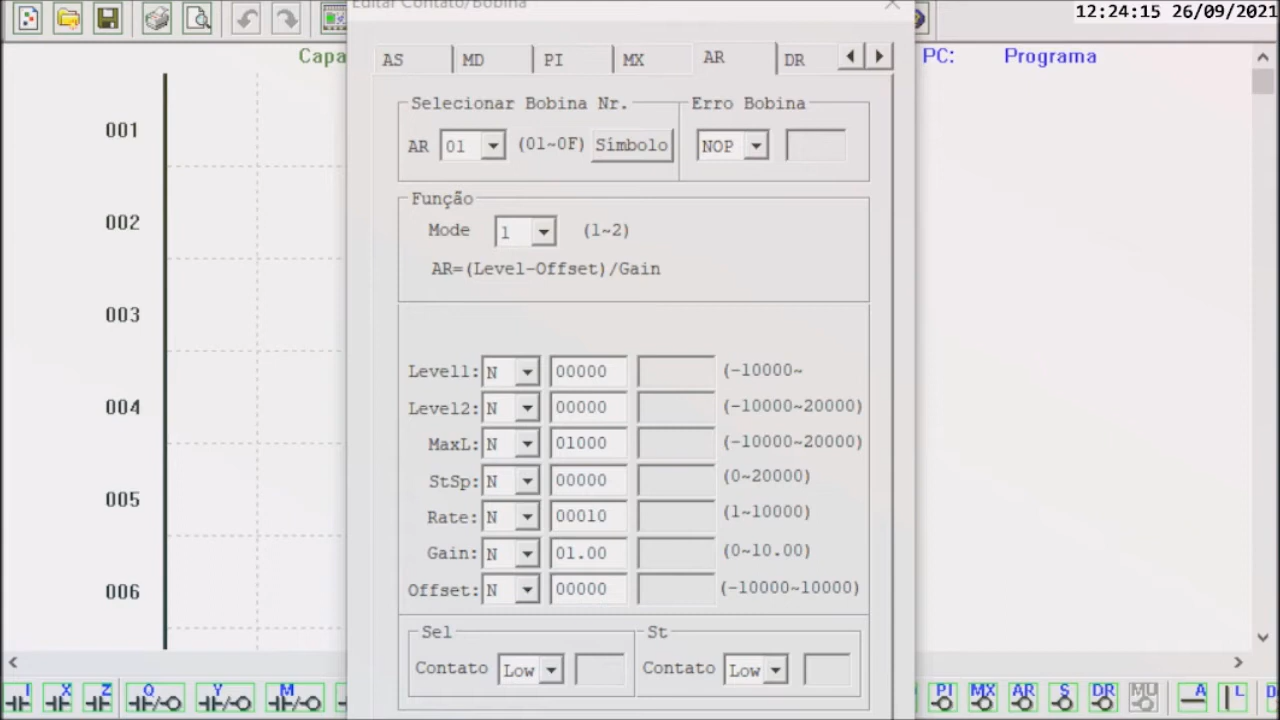 Editar Contato/Bobina
12:24:15 26/09/2021
Capa
PC: Programa
AS MD PI MX AR DR
Selecionar Bobina Nr. Erro Bobina
AR 01 (01~0F) Símbolo NOP
Função
Mode 1 (1~2)
AR=(Level-Offset)/Gain
Level1: N 00000 (-10000~
Level2: N 00000 (-10000~20000)
MaxL: N 01000 (-10000~20000)
StSp: N 00000 (0~20000)
Rate: N 00010 (1~10000)
Gain: N 01.00 (0~10.00)
Offset: N 00000 (-10000~10000)
Sel St
Contato Low Contato Low
001
002
003
004
005
006
I X Z Q Y M PI MX AR S DR MU A L